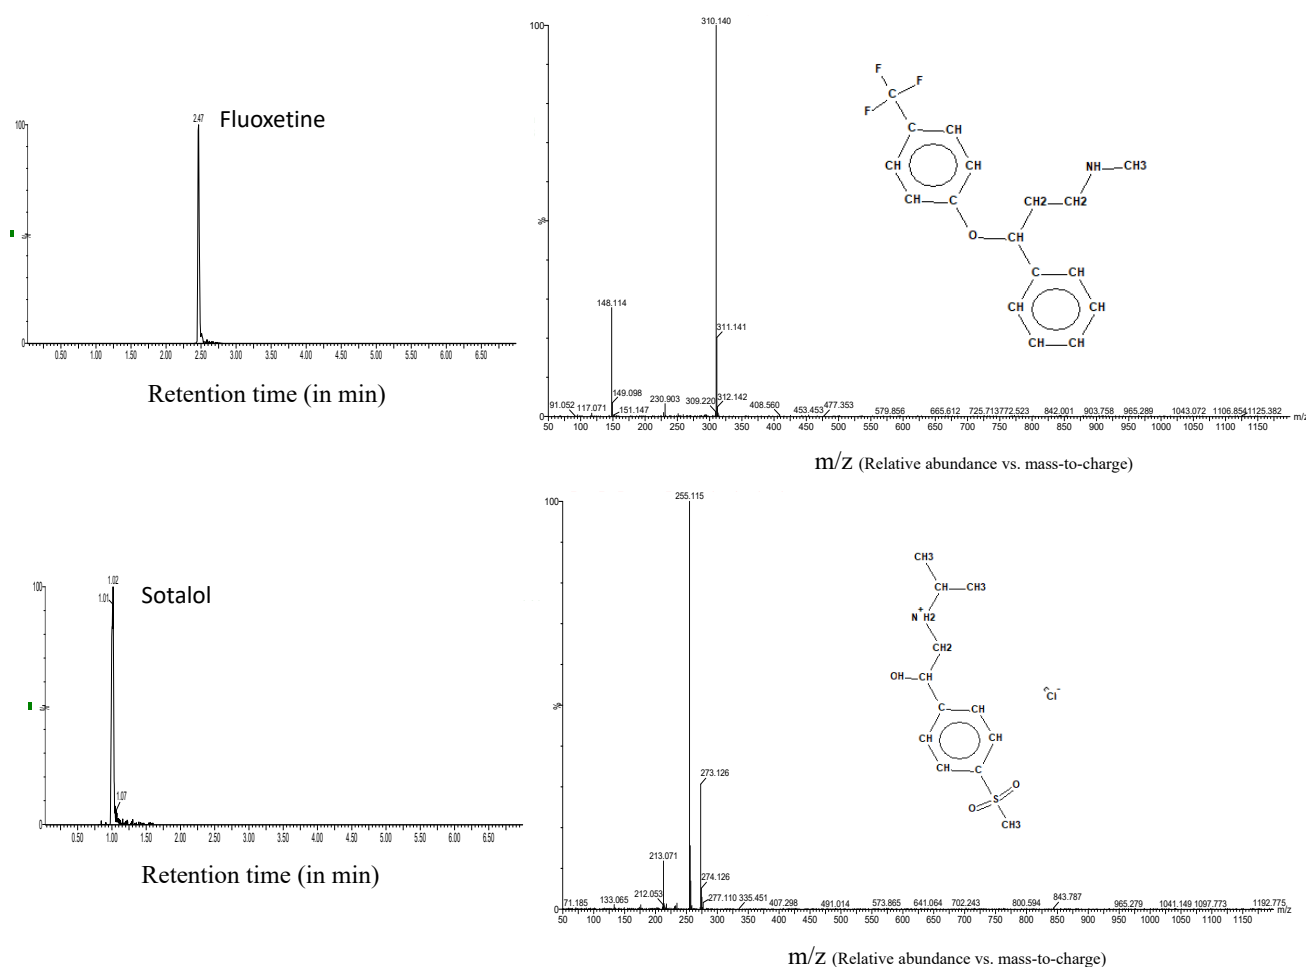 Fluoxetine
2.47
100
%
0
0.50 1.00 1.50 2.00 2.50 3.00 3.50 4.00 4.50 5.00 5.50 6.00 6.50
Retention time (in min)
310.140
100
%
0
148.114
311.141
149.098
230.903
309.220
312.142
91.052
117.071
151.147
408.560
453.453
477.353
579.856
665.612
725.713
772.523
842.001
903.758
965.289
1043.072
1106.854
1125.382
m/z
50 100 150 200 250 300 350 400 450 500 550 600 650 700 750 800 850 900 950 1000 1050 1100 1150
F
F
C
F
C CH
CH CH
CH C
NH CH3
CH2 CH2
O CH
C CH
CH CH
CH CH
m/z (Relative abundance vs. mass-to-charge)
Sotalol
1.02
1.01
1.07
100
0
0.50 1.00 1.50 2.00 2.50 3.00 3.50 4.00 4.50 5.00 5.50 6.00 6.50
Retention time (in min)
255.115
100
%
0
273.126
213.071
274.126
212.053
277.110
71.185
133.065
335.451
407.298
491.014
573.865
641.064
702.243
800.594
843.787
965.279
1041.149
1097.773
1192.775
m/z
50 100 150 200 250 300 350 400 450 500 550 600 650 700 750 800 850 900 950 1000 1050 1100 1150
CH3
CH CH3
N+H2
CH2
OH CH
Cl-
C CH
CH CH
CH C
O
O S
CH3
m/z (Relative abundance vs. mass-to-charge)